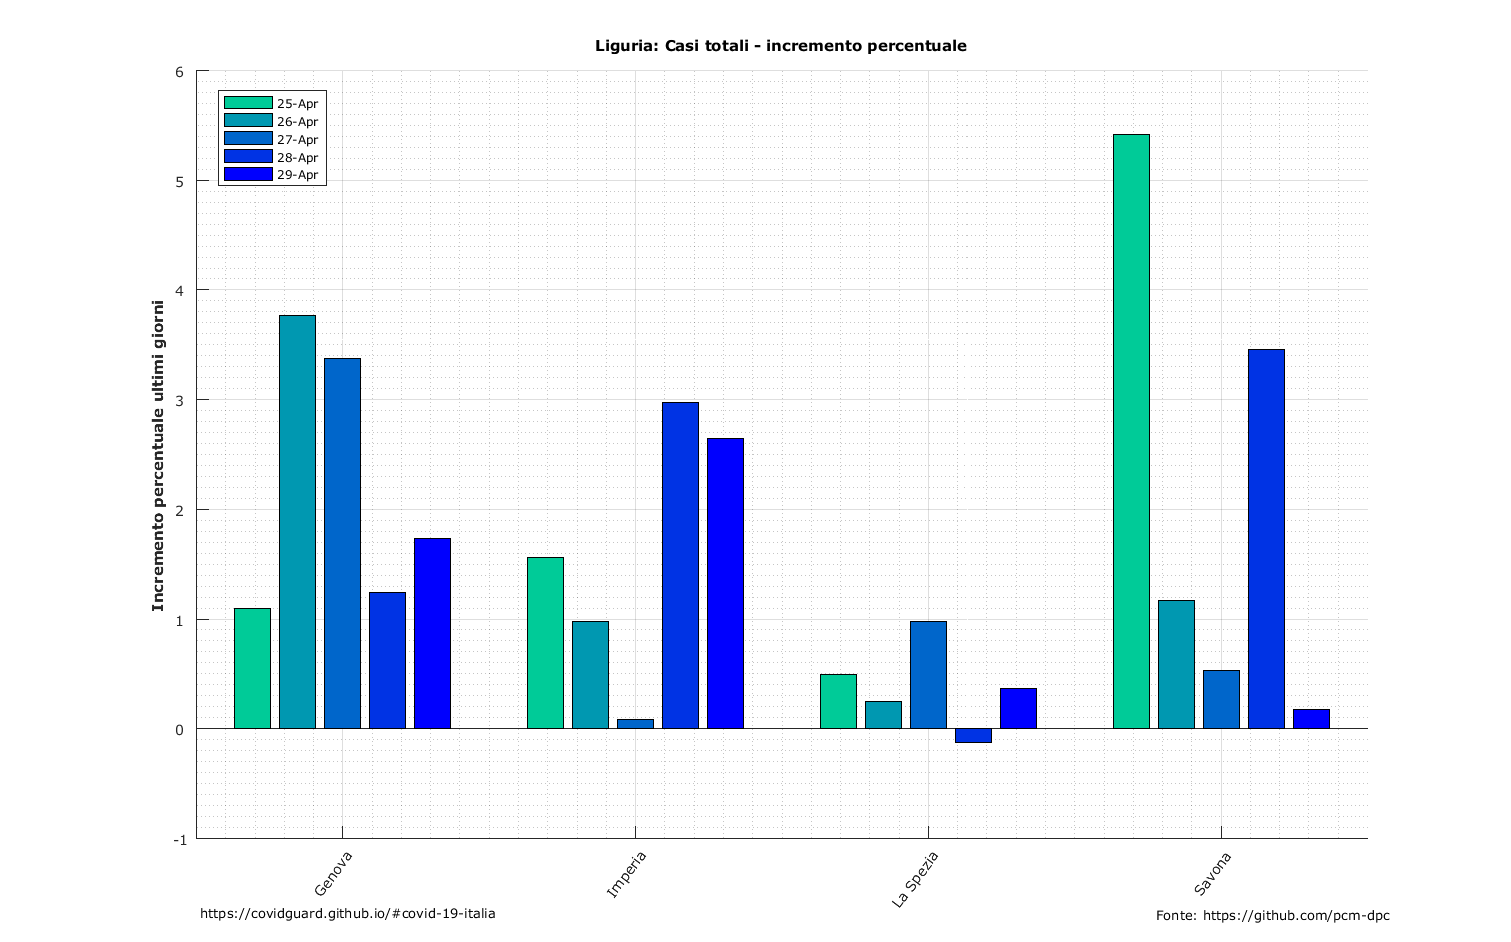 Liguria: Casi totali - incremento percentuale
6
5
4
3
2
1
0
-1
Incremento percentuale ultimi giorni
25-Apr
26-Apr
27-Apr
28-Apr
29-Apr
Genova
Imperia
La Spezia
Savona
https://covidguard.github.io/#covid-19-italia
Fonte: https://github.com/pcm-dpc